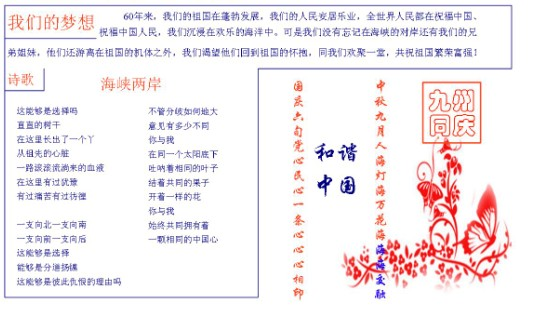 我们的梦想
60年来，我们的祖国在蓬勃发展，我们的人民安居乐业，全世界人民都在祝福中国、
祝福中国人民，我们沉浸在欢乐的海洋中。可是我们没有忘记在海峡的对岸还有我们的兄
弟姐妹，他们还游离在祖国的机体之外，我们渴望他们回到祖国的怀抱，同我们欢聚一堂，共祝祖国繁荣富强！
诗歌
海峡两岸
这能够是选择吗
直直的树干
在这里长出了一个丫
从祖先的心脏
一路滚滚流淌来的血液
在这里有过犹豫
有过痛苦有过彷徨
一支向北一支向南
一支向前一支向后
这能够是选择
能够是分道扬镳
这能够是彼此仇恨的理由吗
不管分歧如何地大
意见有多少不同
你与我
在同一个太阳底下
吐呐着相同的叶子
结着共同的果子
开着一样的花
你与我
始终共同拥有着
一颗相同的中国心
国庆六旬党心民心一条心心心相印
和谐
中国
中秋九月人海灯海万花海海海交融
九州
同庆